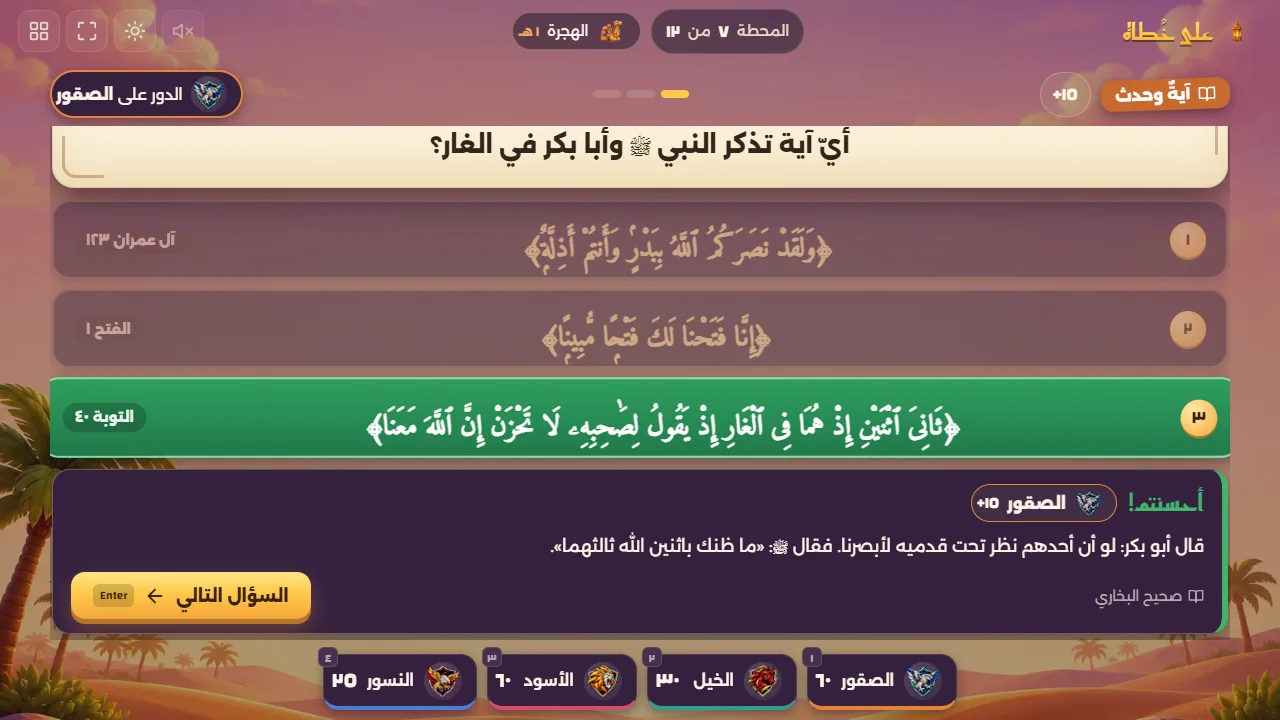 على خُطاه
المحطة ٧ من ١٢
الهجرة ١هـ
آيةٌ وحدث
+١٥
الدور على الصقور
أيّ آية تذكر النبي ﷺ وأبا بكر في الغار؟
١ ﴿وَلَقَدْ نَصَرَكُمُ ٱللَّهُ بِبَدْرٍ وَأَنتُمْ أَذِلَّةٌ﴾ آل عمران ١٢٣
٢ ﴿إِنَّا فَتَحْنَا لَكَ فَتْحًا مُّبِينًا﴾ الفتح ١
٣ ﴿ثَانِىَ ٱثْنَيْنِ إِذْ هُمَا فِى ٱلْغَارِ إِذْ يَقُولُ لِصَٰحِبِهِۦ لَا تَحْزَنْ إِنَّ ٱللَّهَ مَعَنَا﴾ التوبة ٤٠
أحسنتم!
الصقور +١٥
قال أبو بكر: لو أن أحدهم نظر تحت قدميه لأبصرنا. فقال ﷺ: «ما ظنك باثنين الله ثالثهما».
صحيح البخاري
السؤال التالي ← Enter
١ الصقور ٦٠
٢ الخيل ٣٠
٣ الأسود ٦٠
٤ النسور ٢٥